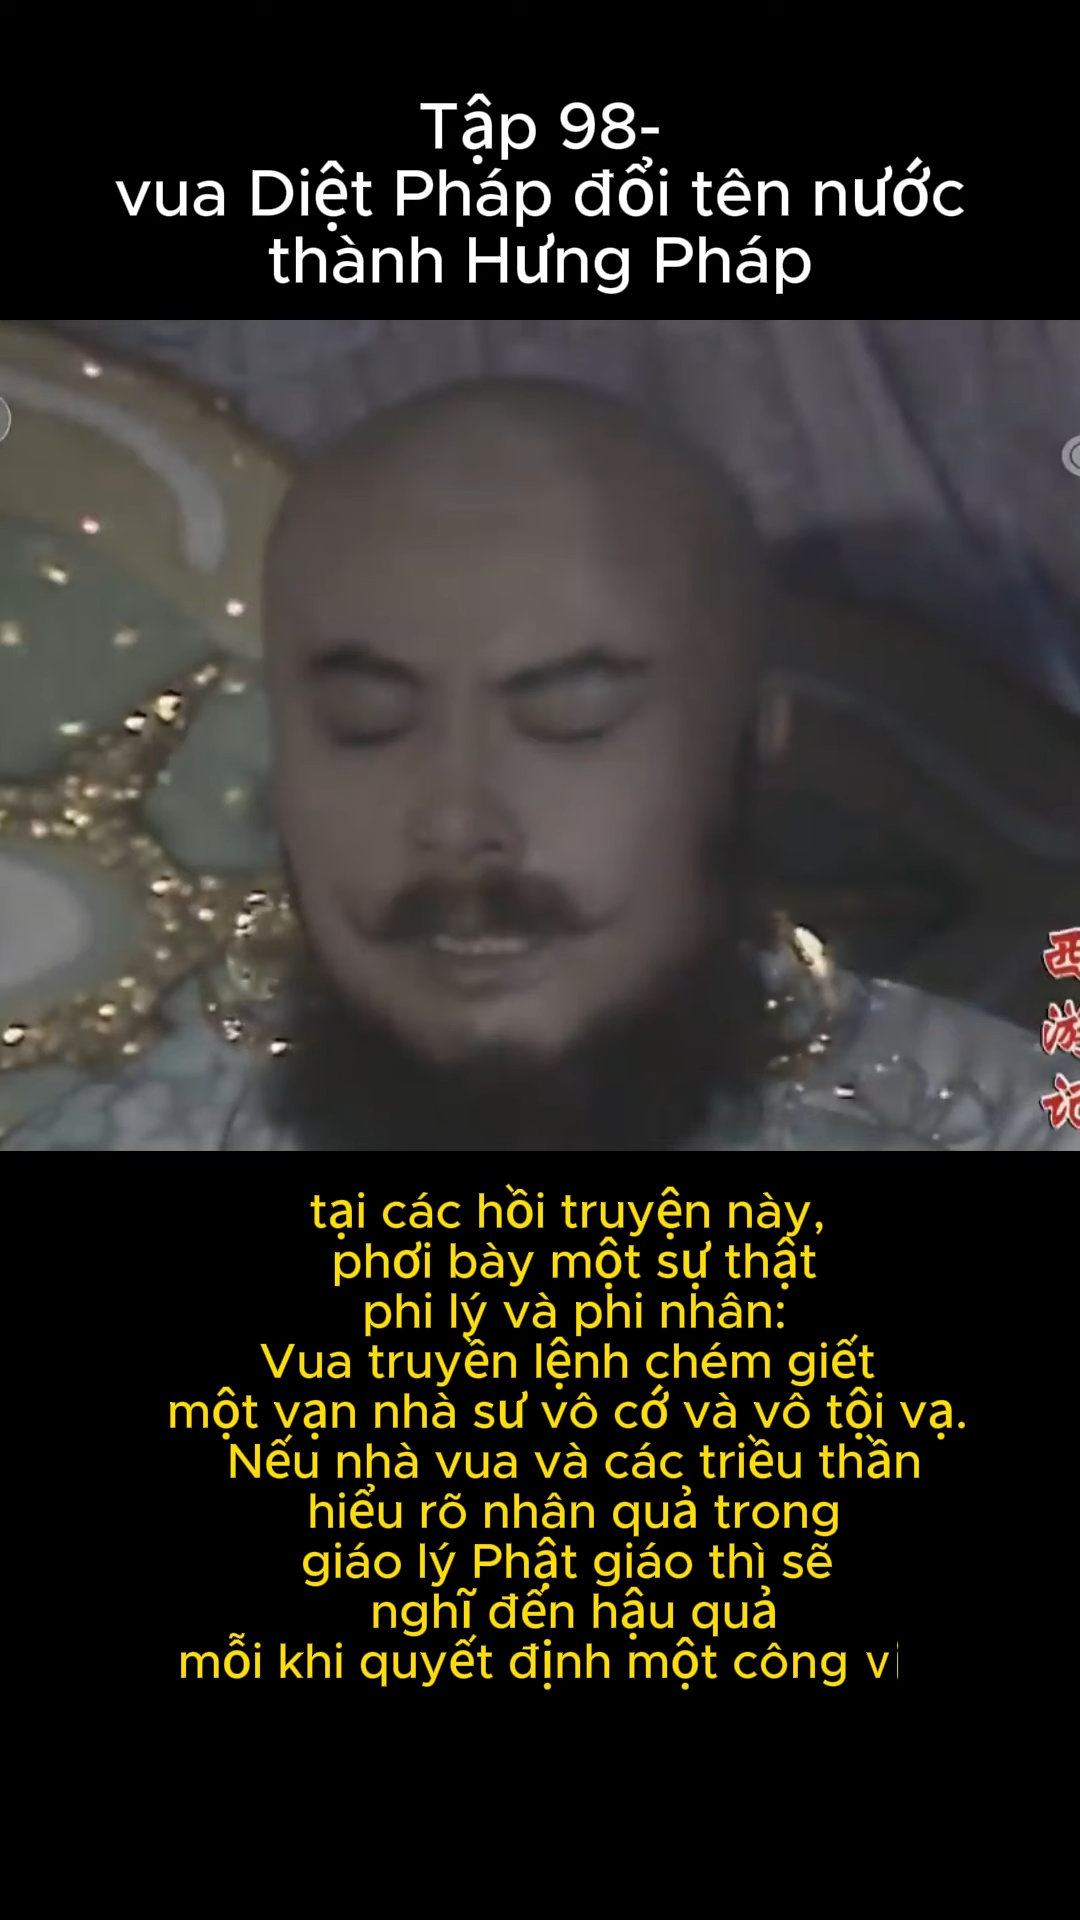 Tập 98-
vua Diệt Pháp đổi tên nước
thành Hưng Pháp
西
游
记
tại các hồi truyện này,
phơi bày một sự thật
phi lý và phi nhân:
Vua truyền lệnh chém giết
một vạn nhà sư vô cớ và vô tội vạ.
Nếu nhà vua và các triều thần
hiểu rõ nhân quả trong
giáo lý Phật giáo thì sẽ
nghĩ đến hậu quả
mỗi khi quyết định một công